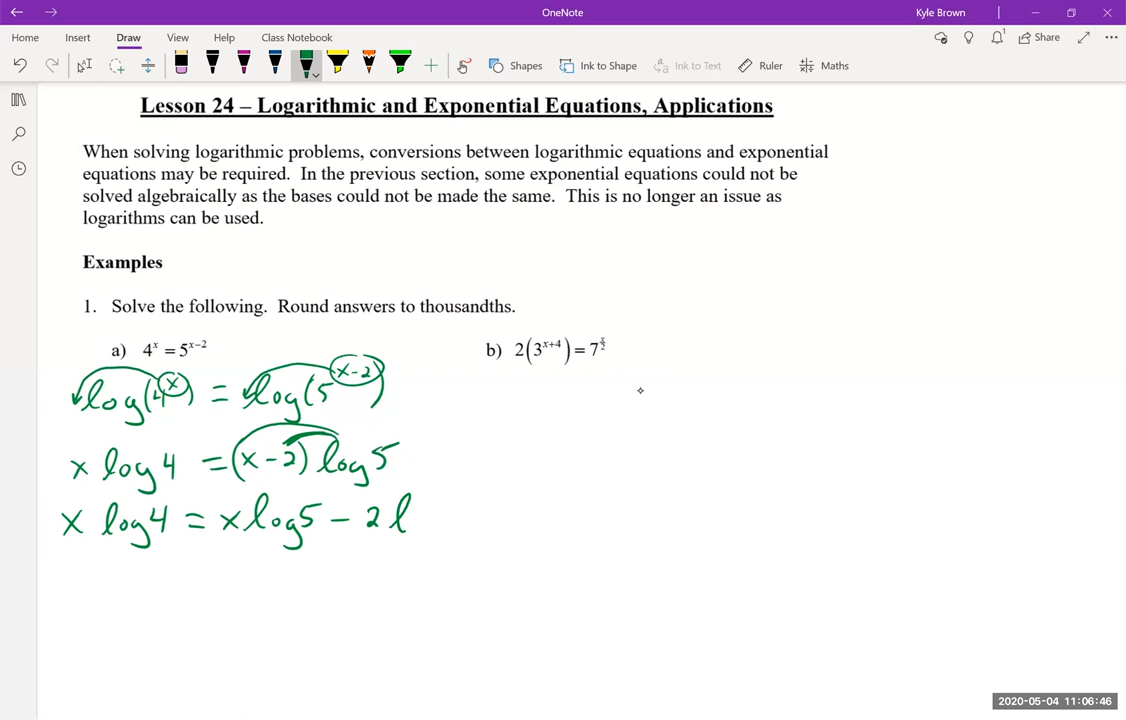 OneNote
Kyle Brown
Home Insert Draw View Help Class Notebook
Share
Shapes Ink to Shape Ink to Text Ruler Maths
Lesson 24 – Logarithmic and Exponential Equations, Applications
When solving logarithmic problems, conversions between logarithmic equations and exponential
equations may be required. In the previous section, some exponential equations could not be
solved algebraically as the bases could not be made the same. This is no longer an issue as
logarithms can be used.
Examples
1. Solve the following. Round answers to thousandths.
a) 4^x = 5^(x−2) b) 2(3^(x+4)) = 7^(x/2)
log(4^x) = log(5^(x-2))
x log 4 = (x-2) log 5
x log 4 = x log 5 - 2 l
2020-05-04 11:06:46